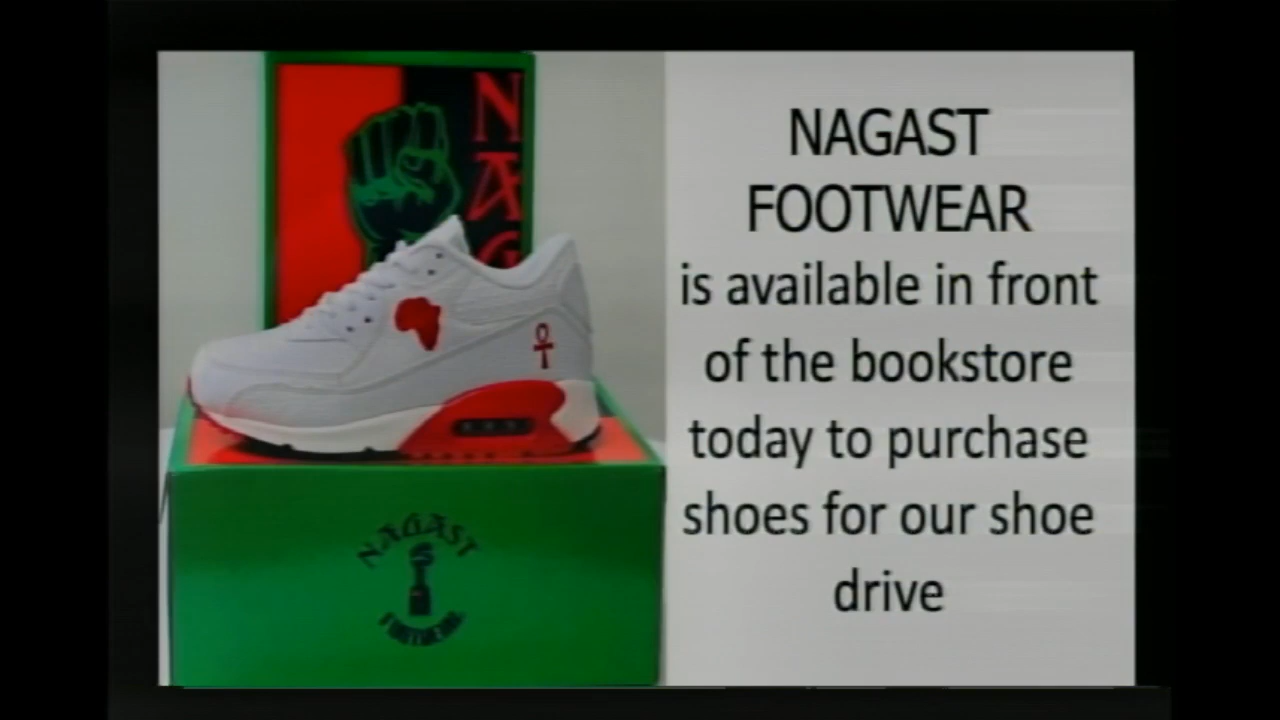 NAG
NAGAST
FOOTWEAR
NAGAST
FOOTWEAR
is available in front
of the bookstore
today to purchase
shoes for our shoe
drive